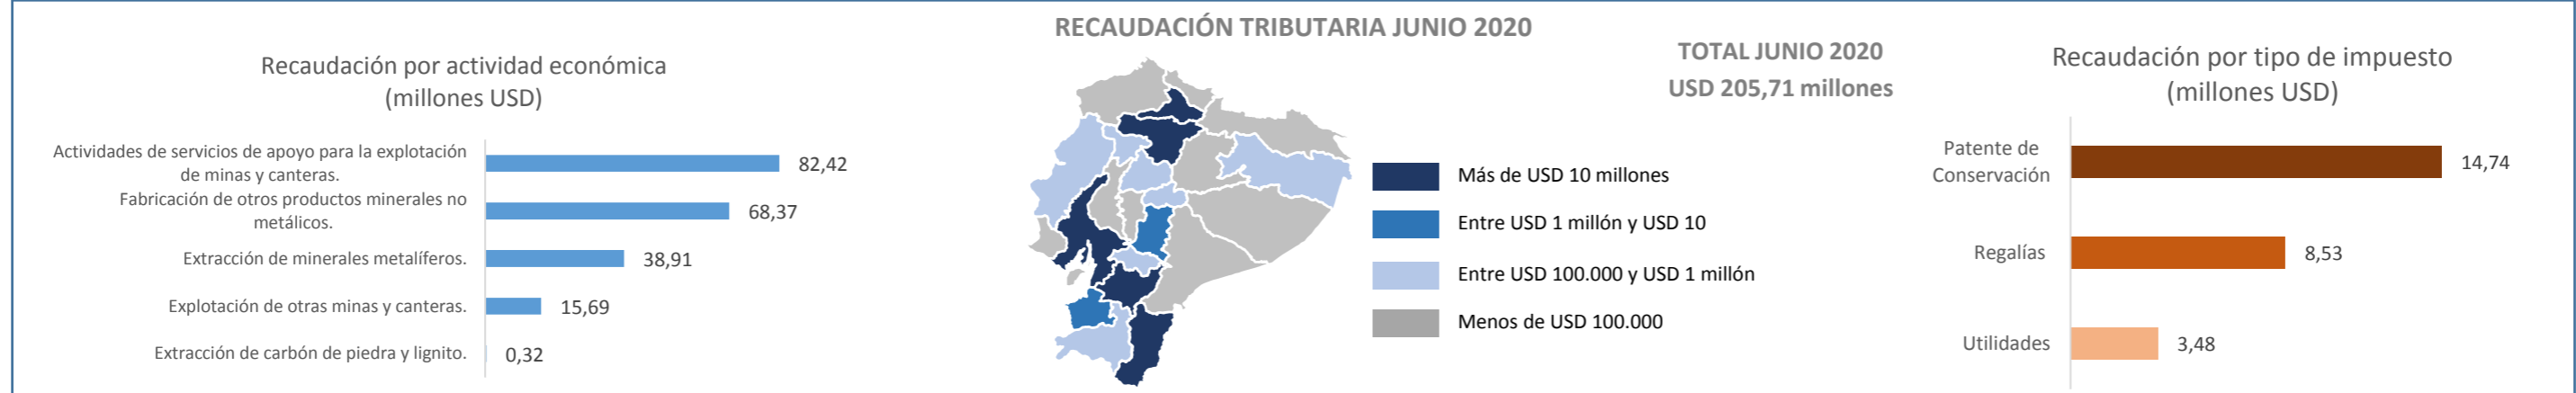 RECAUDACIÓN TRIBUTARIA JUNIO 2020
Recaudación por actividad económica
(millones USD)
Actividades de servicios de apoyo para la explotación
de minas y canteras.
82,42
Fabricación de otros productos minerales no
metálicos.
68,37
Extracción de minerales metalíferos.
38,91
Explotación de otras minas y canteras.
15,69
Extracción de carbón de piedra y lignito.
0,32
TOTAL JUNIO 2020
USD 205,71 millones
Más de USD 10 millones
Entre USD 1 millón y USD 10
Entre USD 100.000 y USD 1 millón
Menos de USD 100.000
Recaudación por tipo de impuesto
(millones USD)
Patente de
Conservación
14,74
Regalías
8,53
Utilidades
3,48